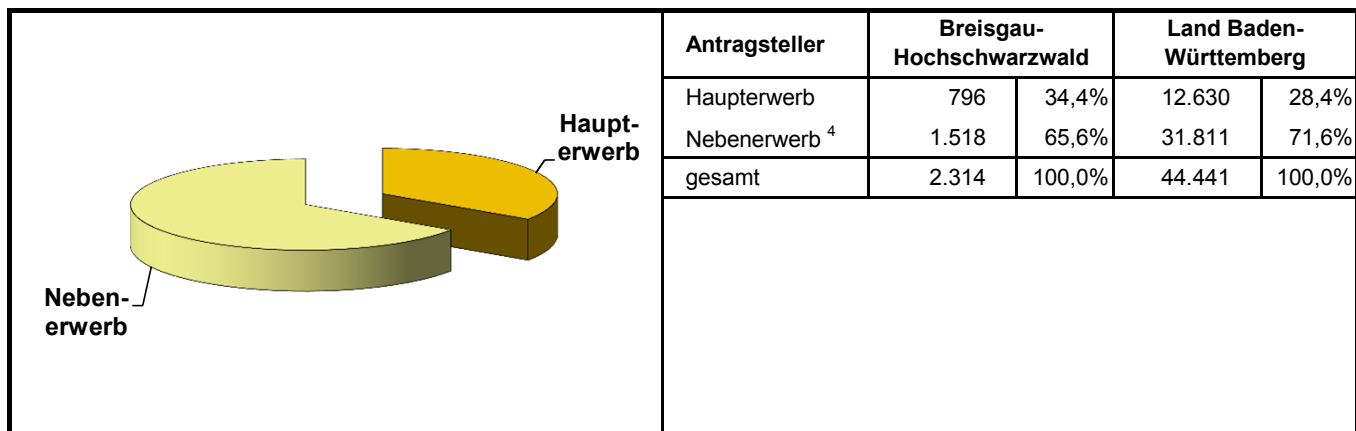 Haupt-
erwerb
Neben-
erwerb
Antragsteller Breisgau- Land Baden-
Hochschwarzwald Württemberg
Haupterwerb 796 34,4% 12.630 28,4%
Nebenerwerb 4 1.518 65,6% 31.811 71,6%
gesamt 2.314 100,0% 44.441 100,0%